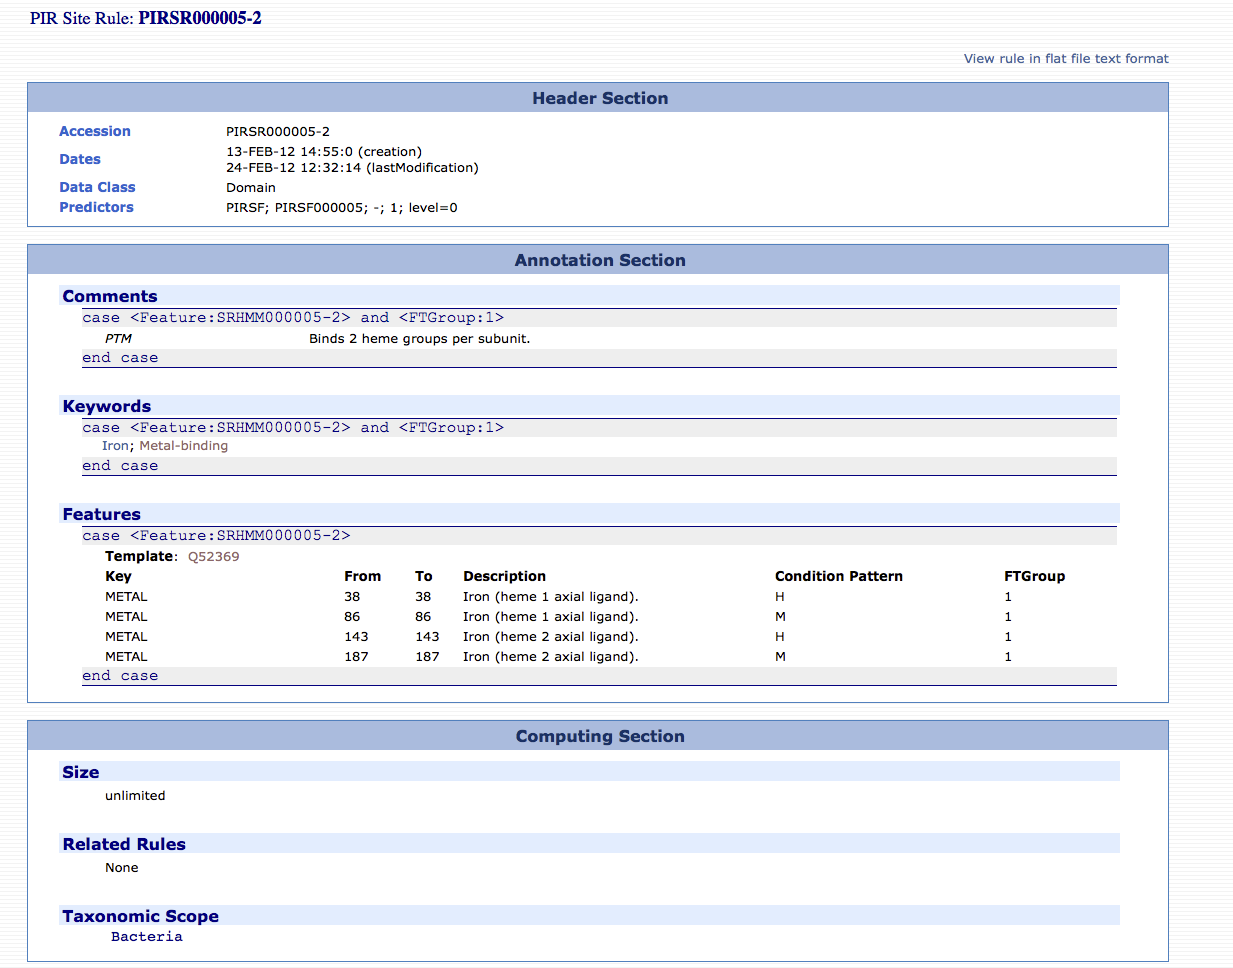 PIR Site Rule: PIRSR000005-2
View rule in flat file text format
Header Section
Accession PIRSR000005-2
Dates 13-FEB-12 14:55:0 (creation)
24-FEB-12 12:32:14 (lastModification)
Data Class Domain
Predictors PIRSF; PIRSF000005; -; 1; level=0
Annotation Section
Comments
case <Feature:SRHMM000005-2> and <FTGroup:1>
PTM Binds 2 heme groups per subunit.
end case
Keywords
case <Feature:SRHMM000005-2> and <FTGroup:1>
Iron; Metal-binding
end case
Features
case <Feature:SRHMM000005-2>
Template: Q52369
Key From To Description Condition Pattern FTGroup
METAL 38 38 Iron (heme 1 axial ligand). H 1
METAL 86 86 Iron (heme 1 axial ligand). M 1
METAL 143 143 Iron (heme 2 axial ligand). H 1
METAL 187 187 Iron (heme 2 axial ligand). M 1
end case
Computing Section
Size
unlimited
Related Rules
None
Taxonomic Scope
Bacteria